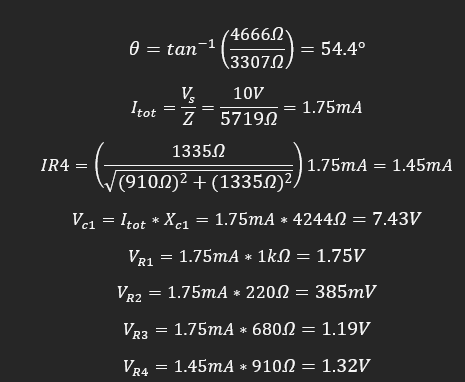 θ = tan⁻¹(4666Ω/3307Ω) = 54.4°
I_tot = V_s/Z = 10V/5719Ω = 1.75mA
IR4 = (1335Ω/√((910Ω)² + (1335Ω)²)) 1.75mA = 1.45mA
V_c1 = I_tot * X_c1 = 1.75mA * 4244Ω = 7.43V
V_R1 = 1.75mA * 1kΩ = 1.75V
V_R2 = 1.75mA * 220Ω = 385mV
V_R3 = 1.75mA * 680Ω = 1.19V
V_R4 = 1.45mA * 910Ω = 1.32V